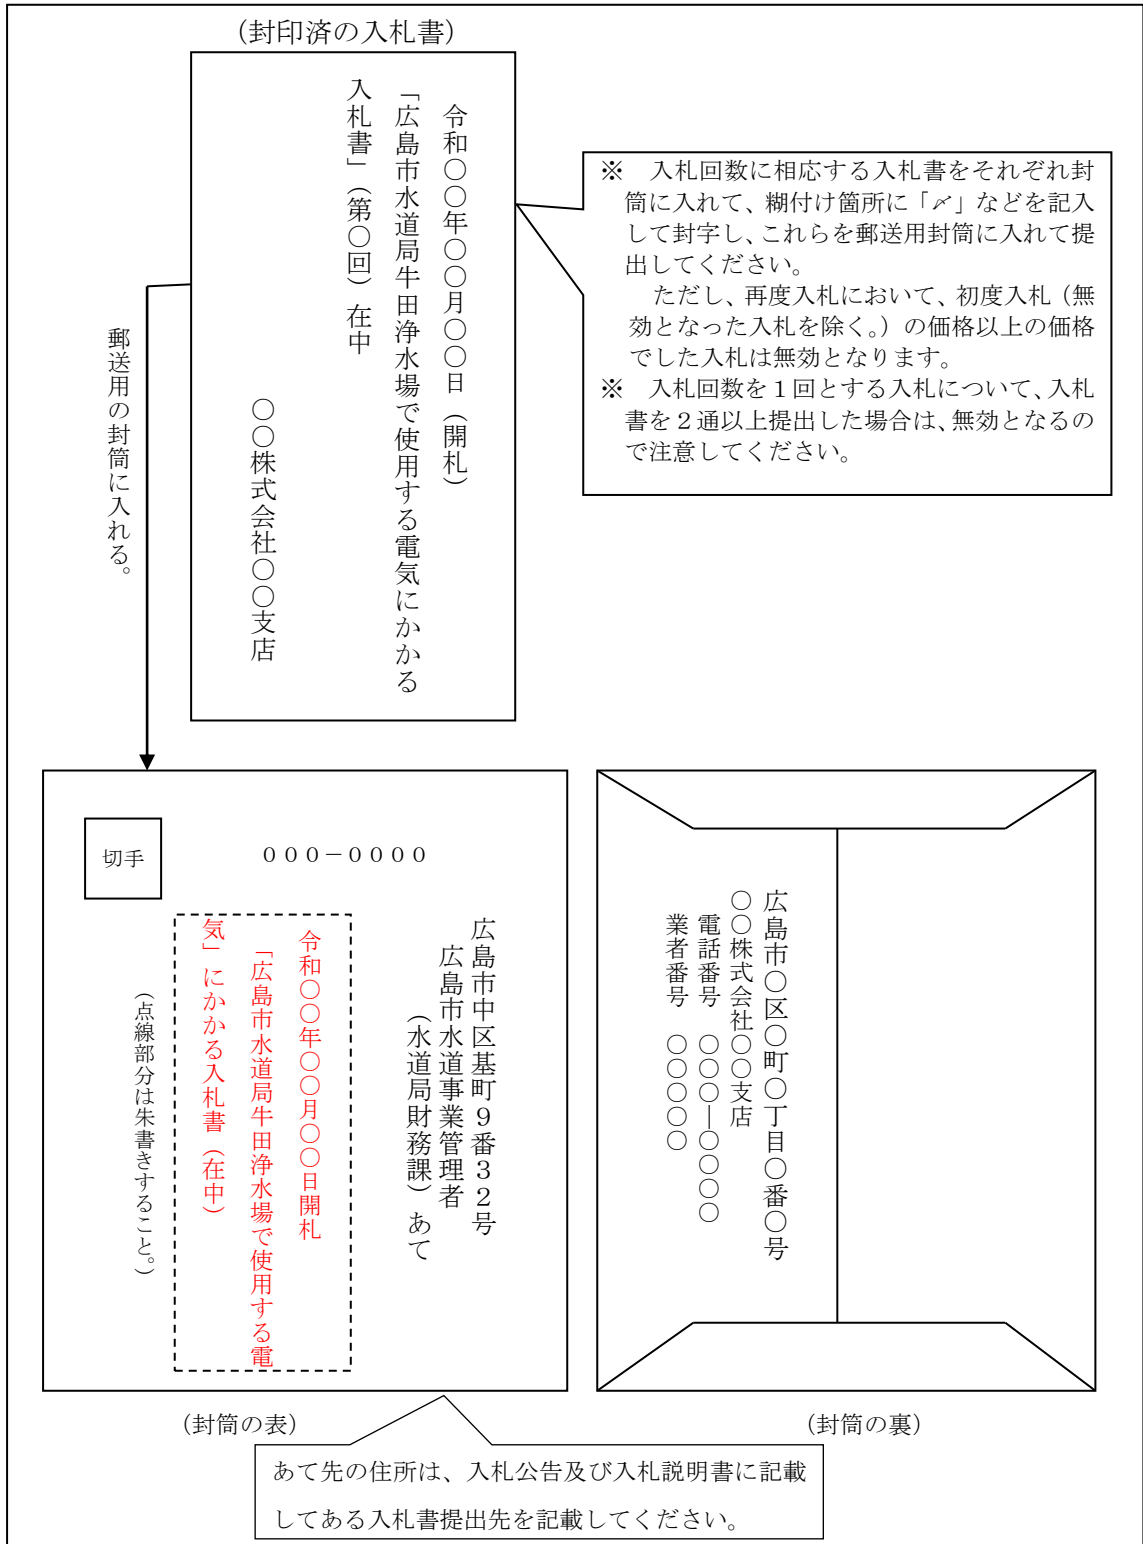 （封印済の入札書）
令和〇〇年〇〇月〇〇日（開札）
「広島市水道局牛田浄水場で使用する電気にかかる
入札書」（第〇回）在中
〇〇株式会社〇〇支店
※　入札回数に相応する入札書をそれぞれ封
筒に入れて、糊付け箇所に「〆」などを記入
して封字し、これらを郵送用封筒に入れて提
出してください。
ただし、再度入札において、初度入札（無
効となった入札を除く。）の価格以上の価格
でした入札は無効となります。
※　入札回数を１回とする入札について、入札
書を２通以上提出した場合は、無効となるの
で注意してください。
郵送用の封筒に入れる。
切手
０００－００００
広島市中区基町９番３２号
広島市水道事業管理者
（水道局財務課）あて
令和〇〇年〇〇月〇〇日開札
「広島市水道局牛田浄水場で使用する電
気」にかかる入札書（在中）
（点線部分は朱書きすること。）
広島市〇区〇町〇丁目〇番〇号
〇〇株式会社〇〇支店
電話番号　〇〇〇―〇〇〇〇
業者番号　〇〇〇〇〇
（封筒の表）
（封筒の裏）
あて先の住所は、入札公告及び入札説明書に記載
してある入札書提出先を記載してください。